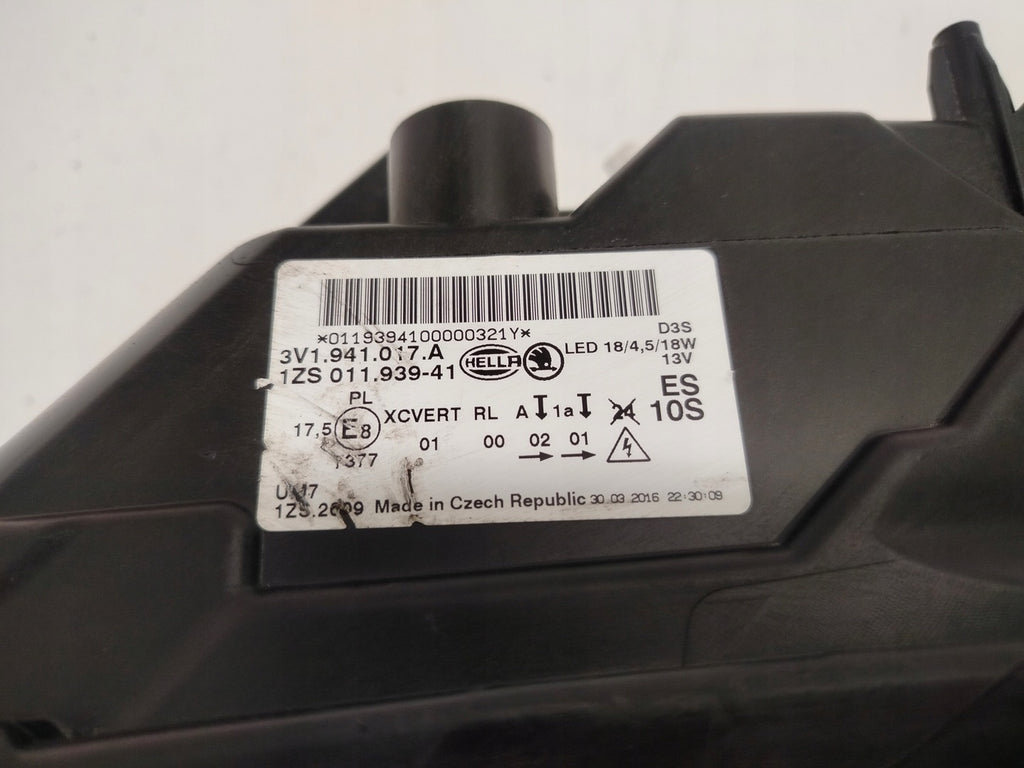 *0119394100000321Y*
D3S
3V1.941.017.A
HELLA
LED 18/4,5/18W
13V
1ZS 011.939-41
ES
PL
XCVERT RL A 1a 24 10S
17,5 E8
01 00 02 01
7377
1ZS.2609 Made in Czech Republic 30.03.2016 22:30:09